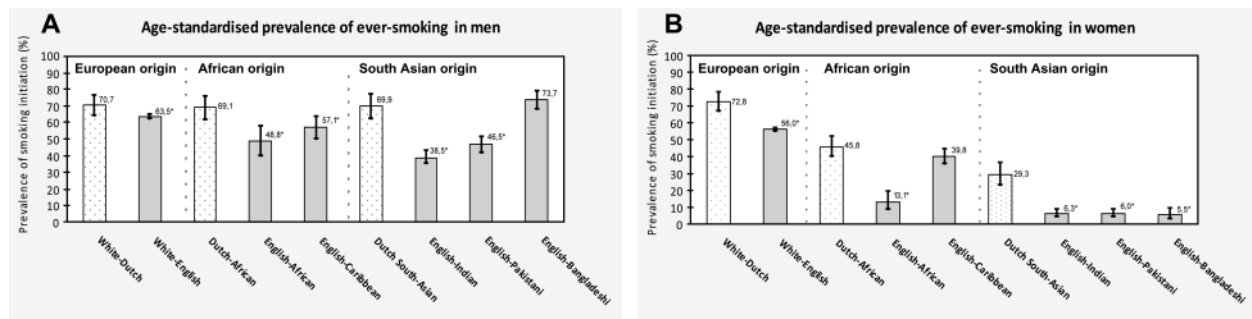 A
Age-standardised prevalence of ever-smoking in men
Prevalence of smoking initiation (%)
100
90
80
70
60
50
40
30
20
10
0
European origin
African origin
South Asian origin
70,7
63,5*
69,1
48,8*
57,1*
69,9
38,5*
46,5*
73,7
White-Dutch
White-English
Dutch-African
English-African
English-Caribbean
Dutch South-Asian
English-Indian
English-Pakistani
English-Bangladeshi
B
Age-standardised prevalence of ever-smoking in women
Prevalence of smoking initiation (%)
100
90
80
70
60
50
40
30
20
10
0
European origin
African origin
South Asian origin
72,8
56,0*
45,8
13,1*
39,8
29,3
6,3*
6,0*
5,5*
White-Dutch
White-English
Dutch-African
English-African
English-Caribbean
Dutch South-Asian
English-Indian
English-Pakistani
English-Bangladeshi